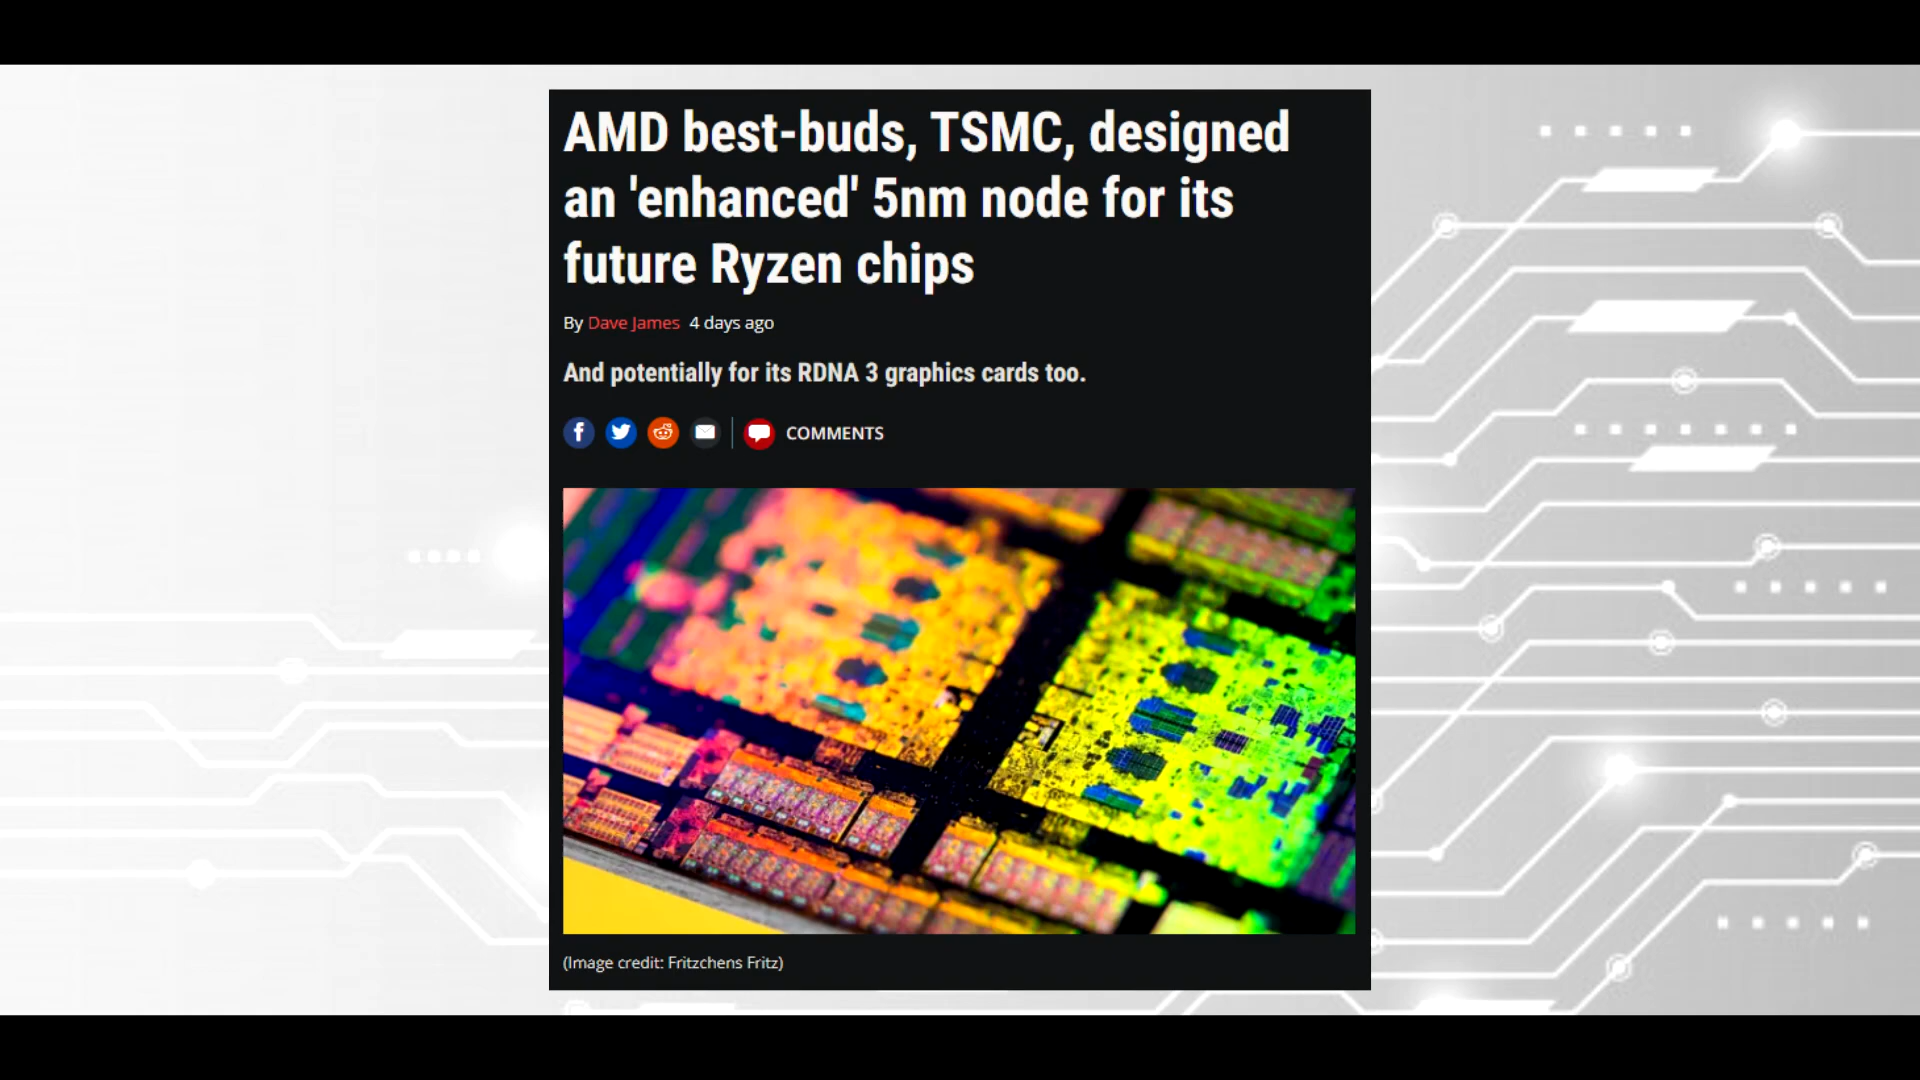 AMD best-buds, TSMC, designed
an 'enhanced' 5nm node for its
future Ryzen chips
By Dave James 4 days ago
And potentially for its RDNA 3 graphics cards too.
COMMENTS
(Image credit: Fritzchens Fritz)